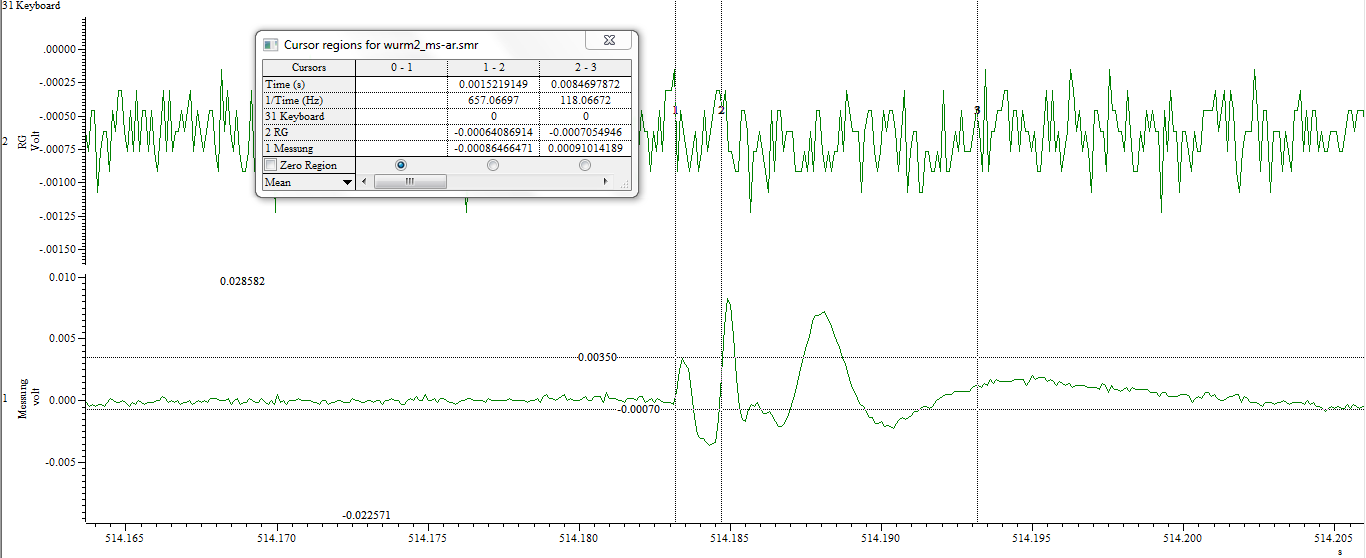 31 Keyboard
Cursor regions for wurm2_ms-ar.smr
Cursors 0 - 1 1 - 2 2 - 3
Time (s) 0.0015219149 0.0084697872
1/Time (Hz) 657.06697 118.06672
31 Keyboard 0 0
2 RG -0.00064086914 -0.0007054946
1 Messung -0.00086466471 0.00091014189
Zero Region
Mean
.00000
-.00025
-.00050
-.00075
-.00100
-.00125
-.00150
2 RG Volt
1 2 3
0.010
0.005
0.000
-0.005
1 Messung volt
0.028582
0.00350
-0.00070
-0.022571
514.165 514.170 514.175 514.180 514.185 514.190 514.195 514.200 514.205
s